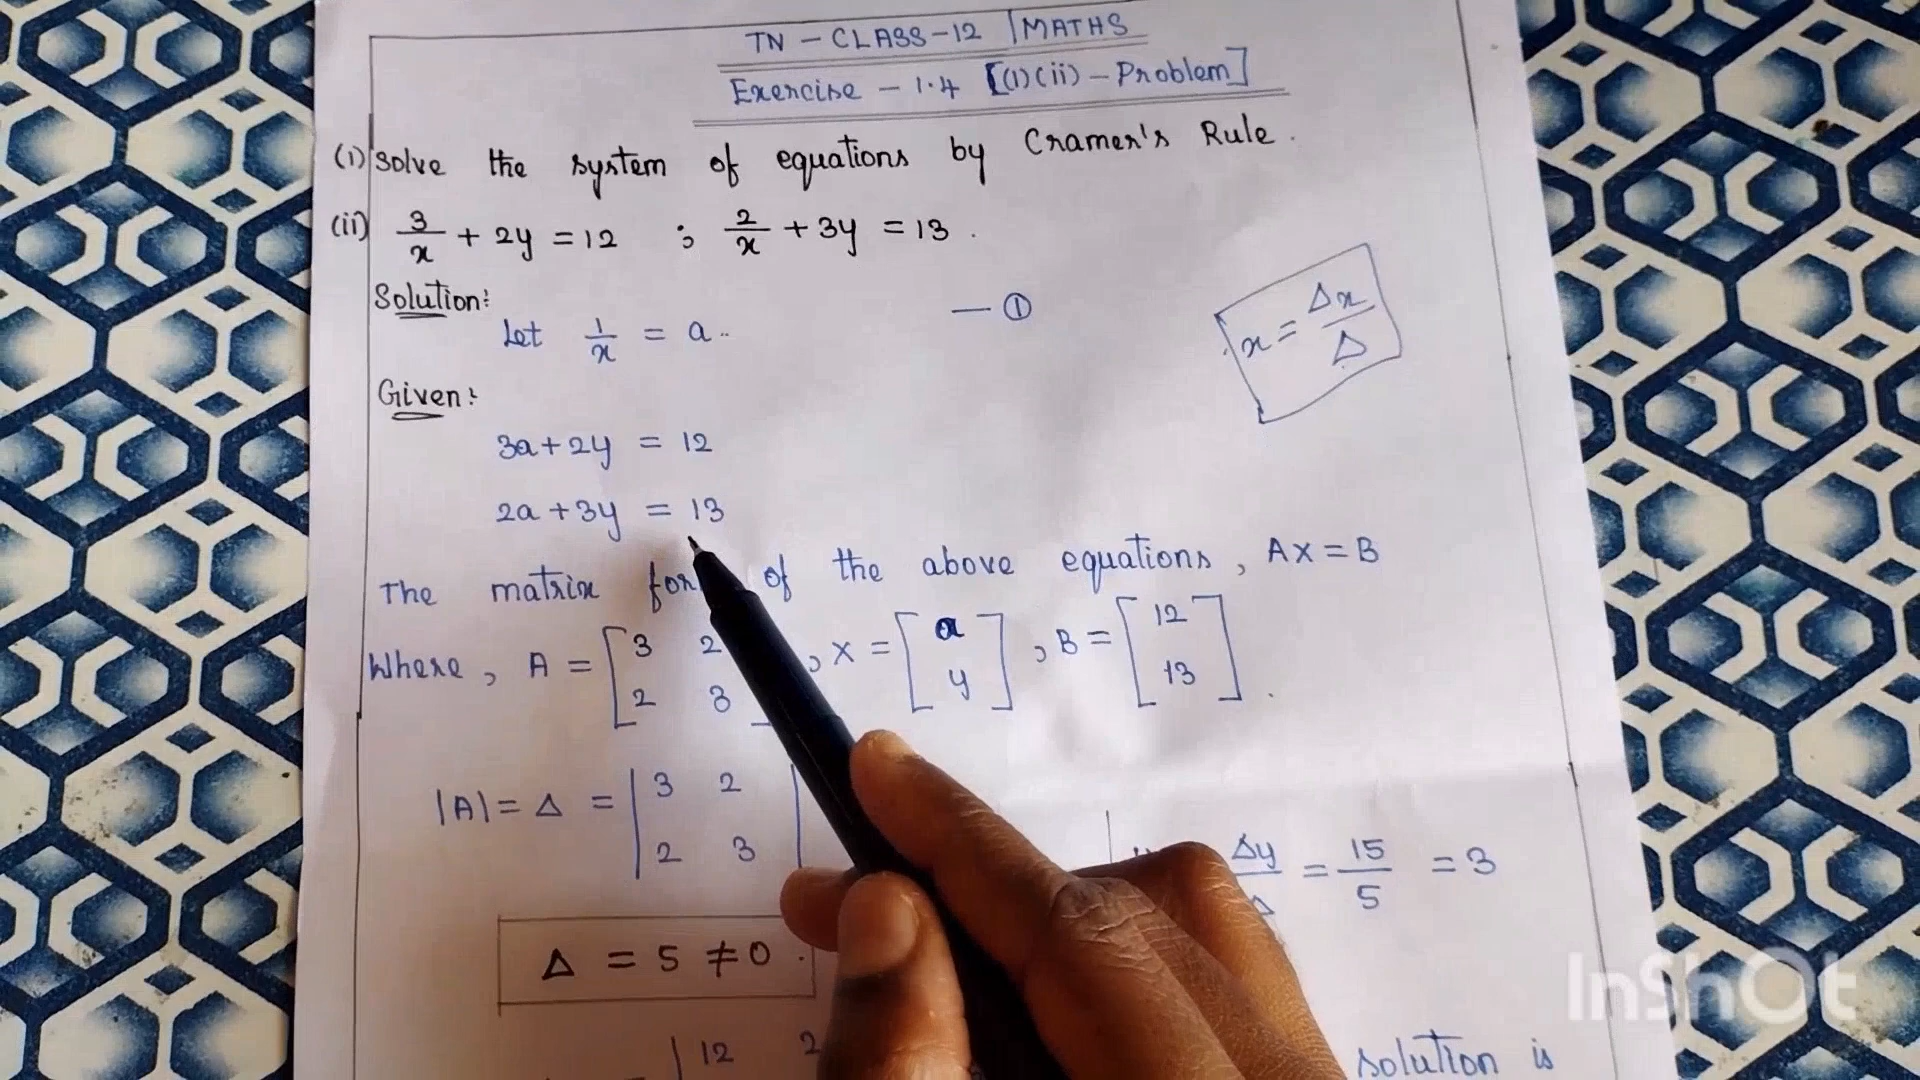 TN - CLASS-12 | MATHS
Exercise - 1.4 [(1)(ii) - Problem]
(1) Solve the system of equations by Cramer's Rule.
(ii) 3/x + 2y = 12 ; 2/x + 3y = 13.
Solution:
Let 1/x = a.. — ①
x = Δx/Δ
Given:
3a + 2y = 12
2a + 3y = 13
The matrix of the above equations, AX = B
Where, A = [3 2; 2 3], X = [a; y], B = [12; 13].
|A| = Δ = |3 2; 2 3|
Δy/Δ = 15/5 = 3
Δ = 5 ≠ 0.
12 2
solution is
InShOt